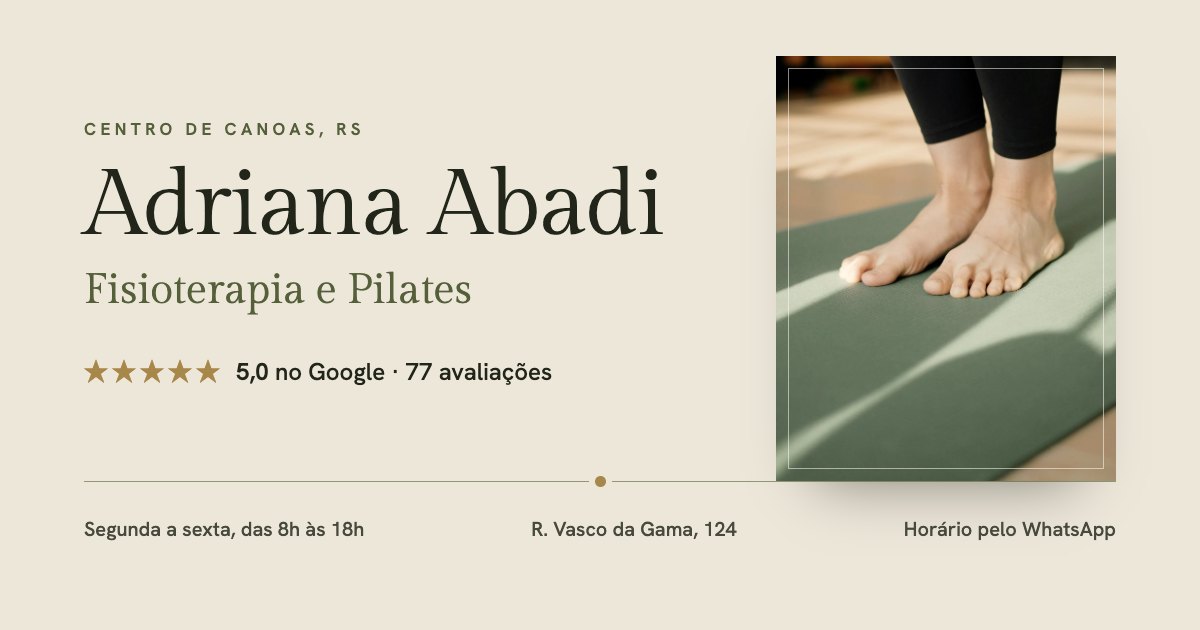 CENTRO DE CANOAS, RS
Adriana Abadi
Fisioterapia e Pilates
★★★★★ 5,0 no Google · 77 avaliações
Segunda a sexta, das 8h às 18h
R. Vasco da Gama, 124
Horário pelo WhatsApp